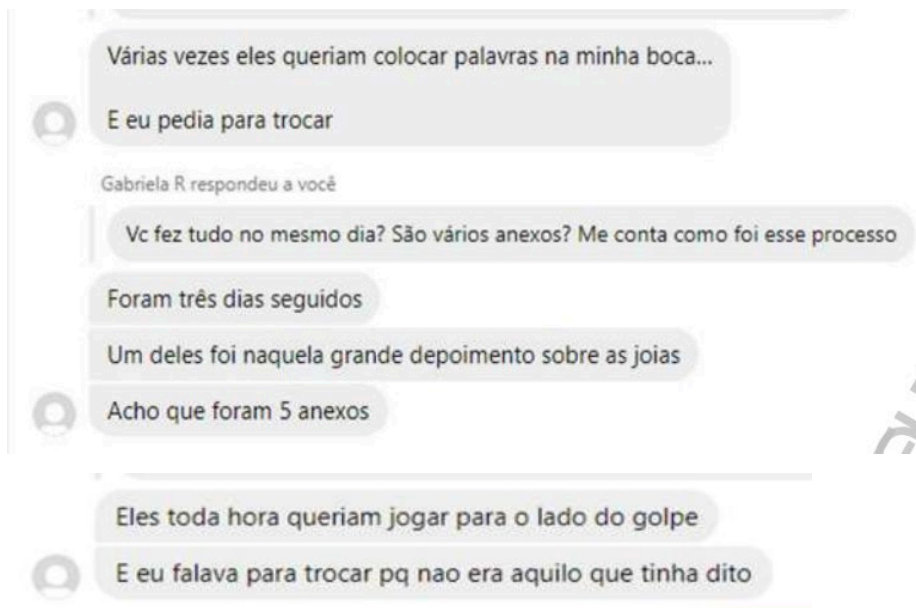 Várias vezes eles queriam colocar palavras na minha boca...
E eu pedia para trocar
Gabriela R respondeu a você
Vc fez tudo no mesmo dia? São vários anexos? Me conta como foi esse processo
Foram três dias seguidos
Um deles foi naquela grande depoimento sobre as joias
Acho que foram 5 anexos
Eles toda hora queriam jogar para o lado do golpe
E eu falava para trocar pq nao era aquilo que tinha dito